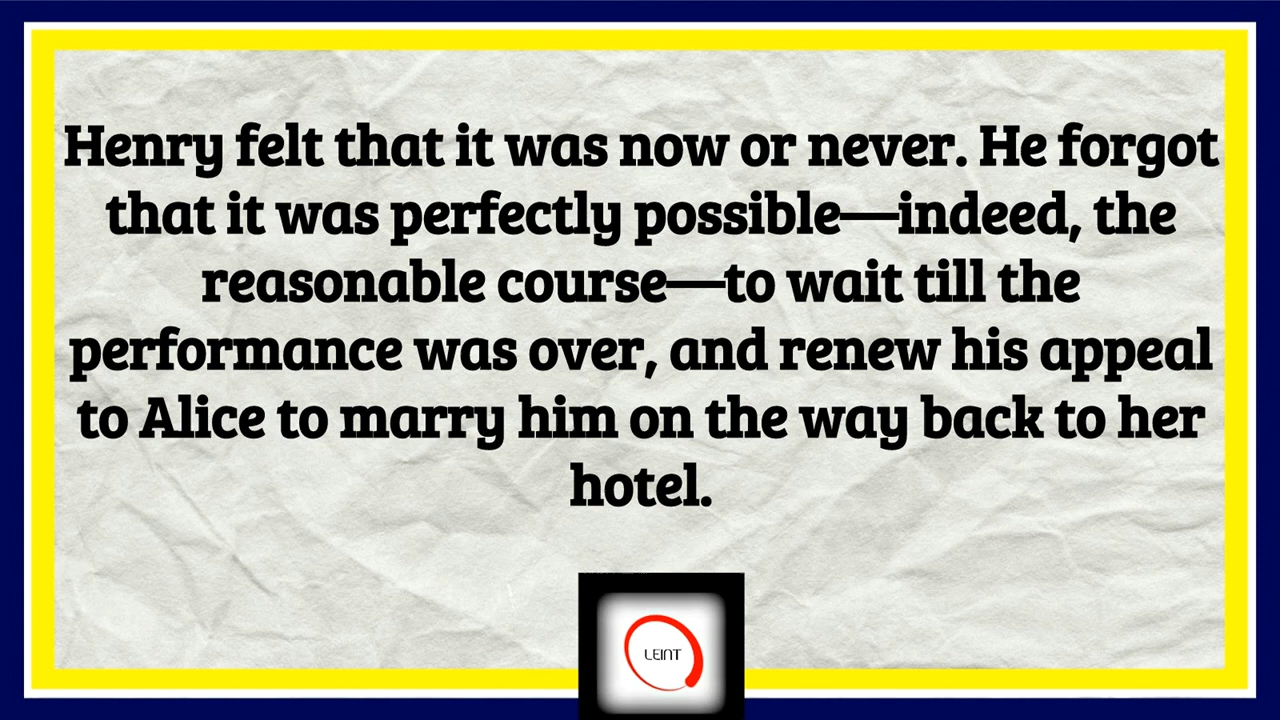 Henry felt that it was now or never. He forgot
that it was perfectly possible—indeed, the
reasonable course—to wait till the
performance was over, and renew his appeal
to Alice to marry him on the way back to her
hotel.
LEINT